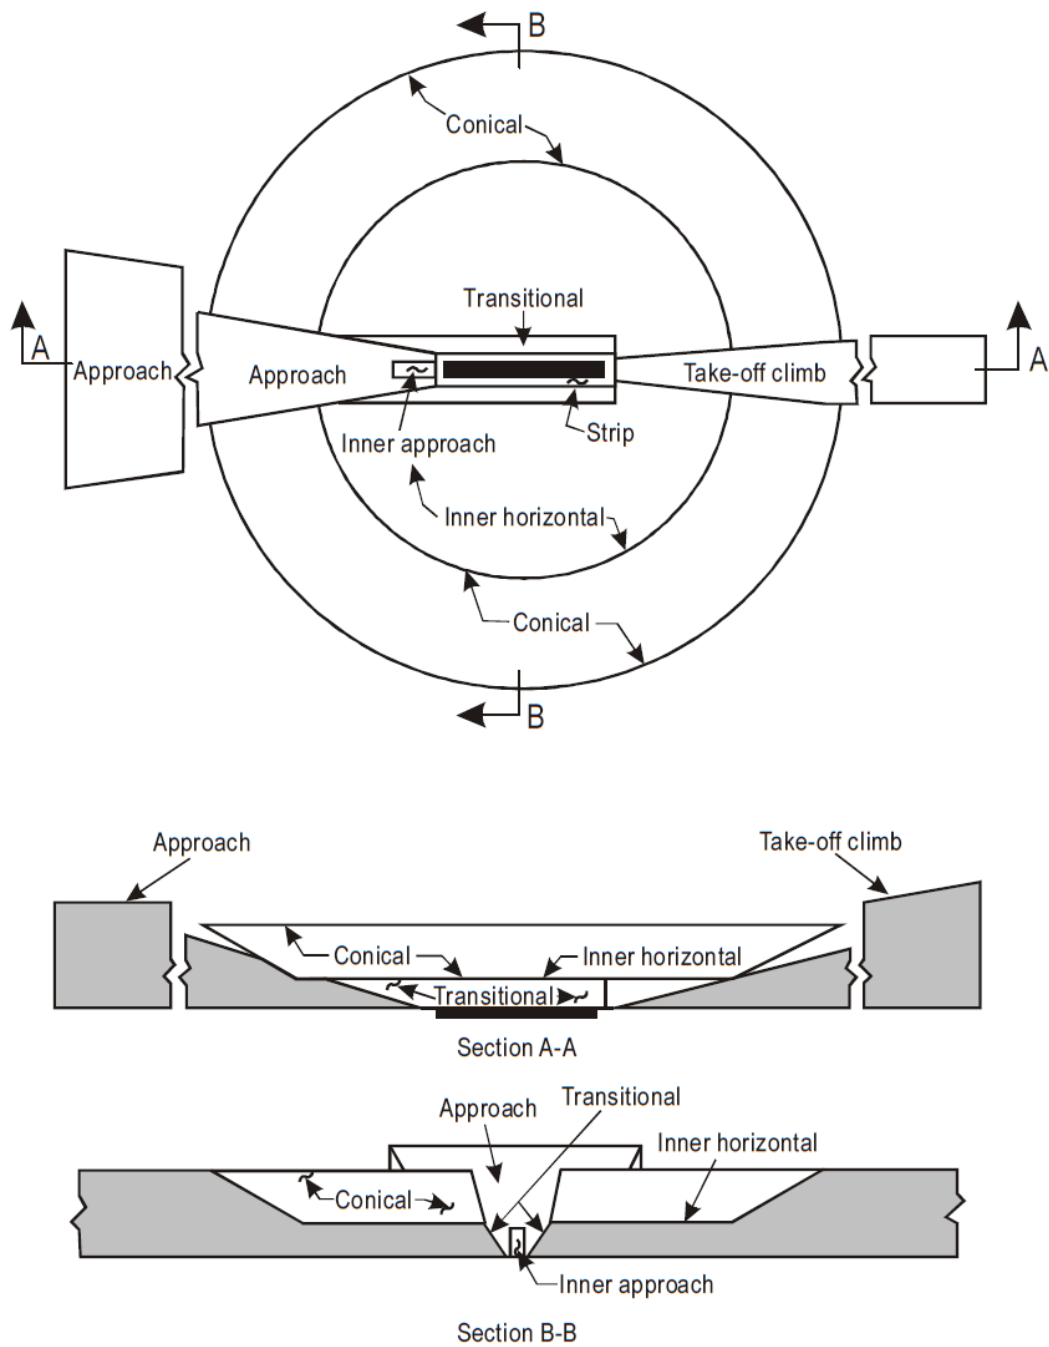 B
Conical
Transitional
A
A
Approach
Approach
Take-off climb
Inner approach
Strip
Inner horizontal
Conical
B
Approach
Take-off climb
Conical
Inner horizontal
Transitional
Section A-A
Approach
Transitional
Inner horizontal
Conical
Inner approach
Section B-B